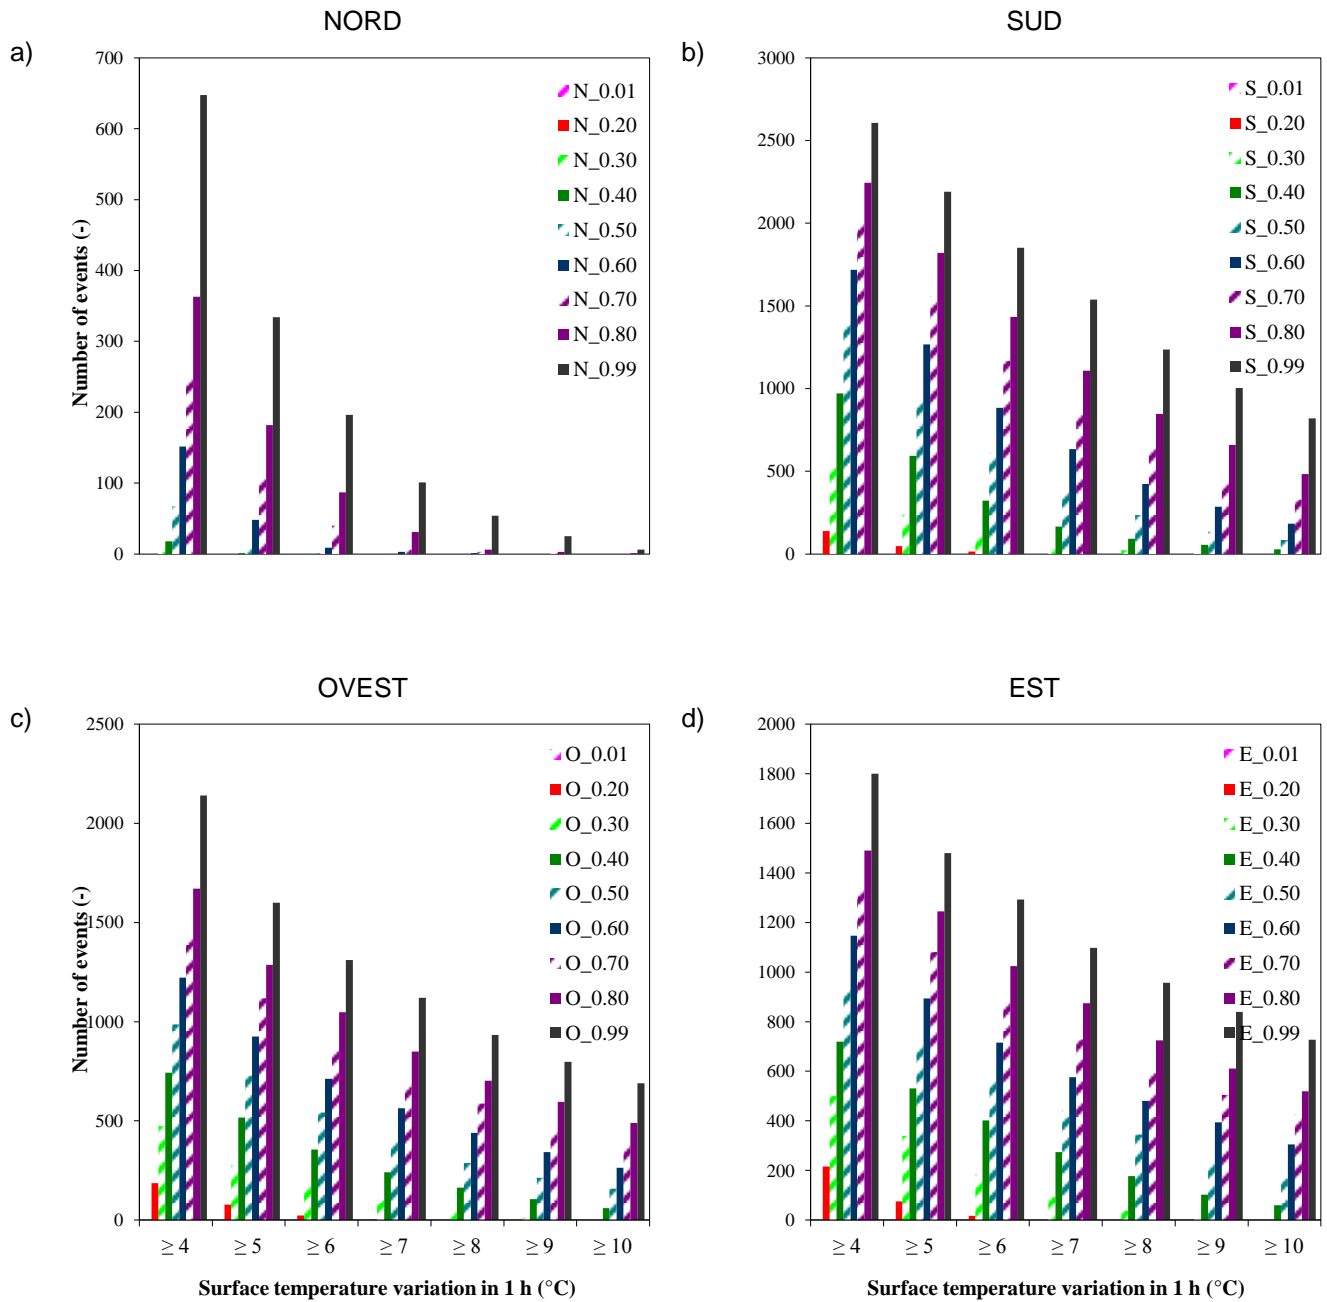 NORD
a)
700
600
500
400
300
200
100
0
Number of events (-)
N_0.01
N_0.20
N_0.30
N_0.40
N_0.50
N_0.60
N_0.70
N_0.80
N_0.99
SUD
b)
3000
2500
2000
1500
1000
500
0
S_0.01
S_0.20
S_0.30
S_0.40
S_0.50
S_0.60
S_0.70
S_0.80
S_0.99
OVEST
c)
2500
2000
1500
1000
500
0
Number of events (-)
O_0.01
O_0.20
O_0.30
O_0.40
O_0.50
O_0.60
O_0.70
O_0.80
O_0.99
≥ 4 ≥ 5 ≥ 6 ≥ 7 ≥ 8 ≥ 9 ≥ 10
Surface temperature variation in 1 h (°C)
EST
d)
2000
1800
1600
1400
1200
1000
800
600
400
200
0
E_0.01
E_0.20
E_0.30
E_0.40
E_0.50
E_0.60
E_0.70
E_0.80
E_0.99
≥ 4 ≥ 5 ≥ 6 ≥ 7 ≥ 8 ≥ 9 ≥ 10
Surface temperature variation in 1 h (°C)